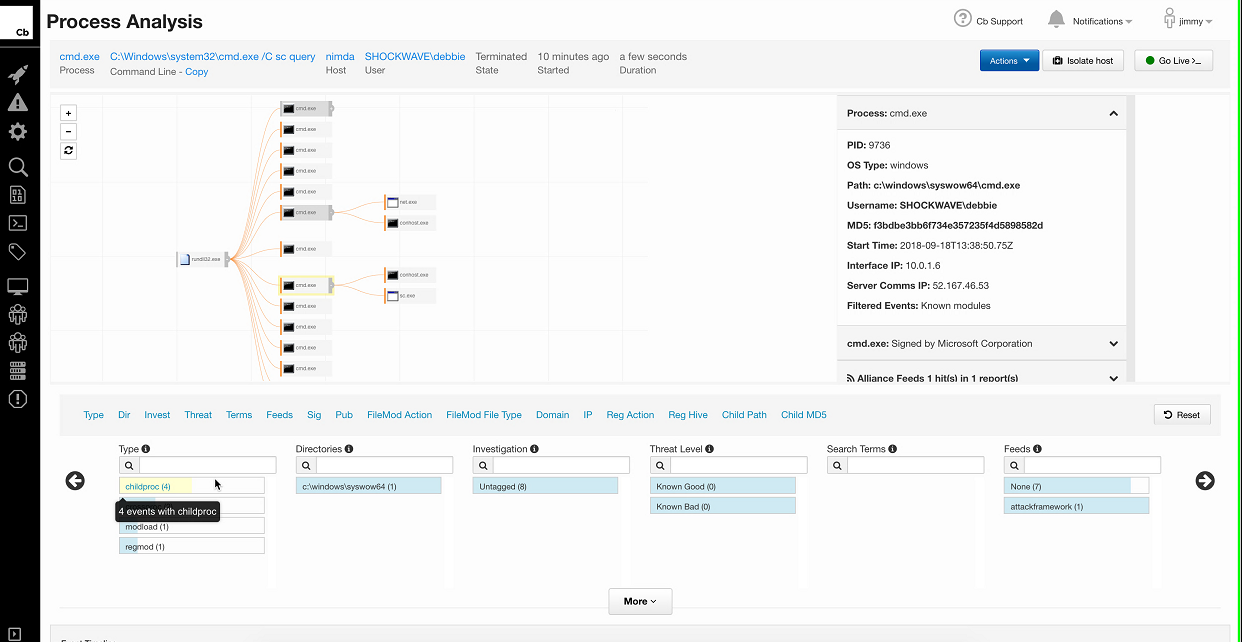 Cb
Process Analysis
Cb Support
Notifications
jimmy
cmd.exe
Process
C:\Windows\system32\cmd.exe /C sc query
Command Line - Copy
nimda
Host
SHOCKWAVE\debbie
User
Terminated
State
10 minutes ago
Started
a few seconds
Duration
Actions
Isolate host
Go Live >_
+
−
cmd.exe
cmd.exe
cmd.exe
cmd.exe
cmd.exe
cmd.exe
net.exe
conhost.exe
cmd.exe
rundll32.exe
cmd.exe
conhost.exe
sc.exe
cmd.exe
cmd.exe
cmd.exe
cmd.exe
Process: cmd.exe
PID: 9736
OS Type: windows
Path: c:\windows\syswow64\cmd.exe
Username: SHOCKWAVE\debbie
MD5: f3bdbe3bb6f734e357235f4d5898582d
Start Time: 2018-09-18T13:38:50.75Z
Interface IP: 10.0.1.6
Server Comms IP: 52.167.46.53
Filtered Events: Known modules
cmd.exe: Signed by Microsoft Corporation
Alliance Feeds 1 hit(s) in 1 report(s)
Type Dir Invest Threat Terms Feeds Sig Pub FileMod Action FileMod File Type Domain IP Reg Action Reg Hive Child Path Child MD5
Reset
Type
childproc (4)
4 events with childproc
modload (1)
regmod (1)
Directories
c:\windows\syswow64 (1)
Investigation
Untagged (8)
Threat Level
Known Good (0)
Known Bad (0)
Search Terms
Feeds
None (7)
attackframework (1)
More